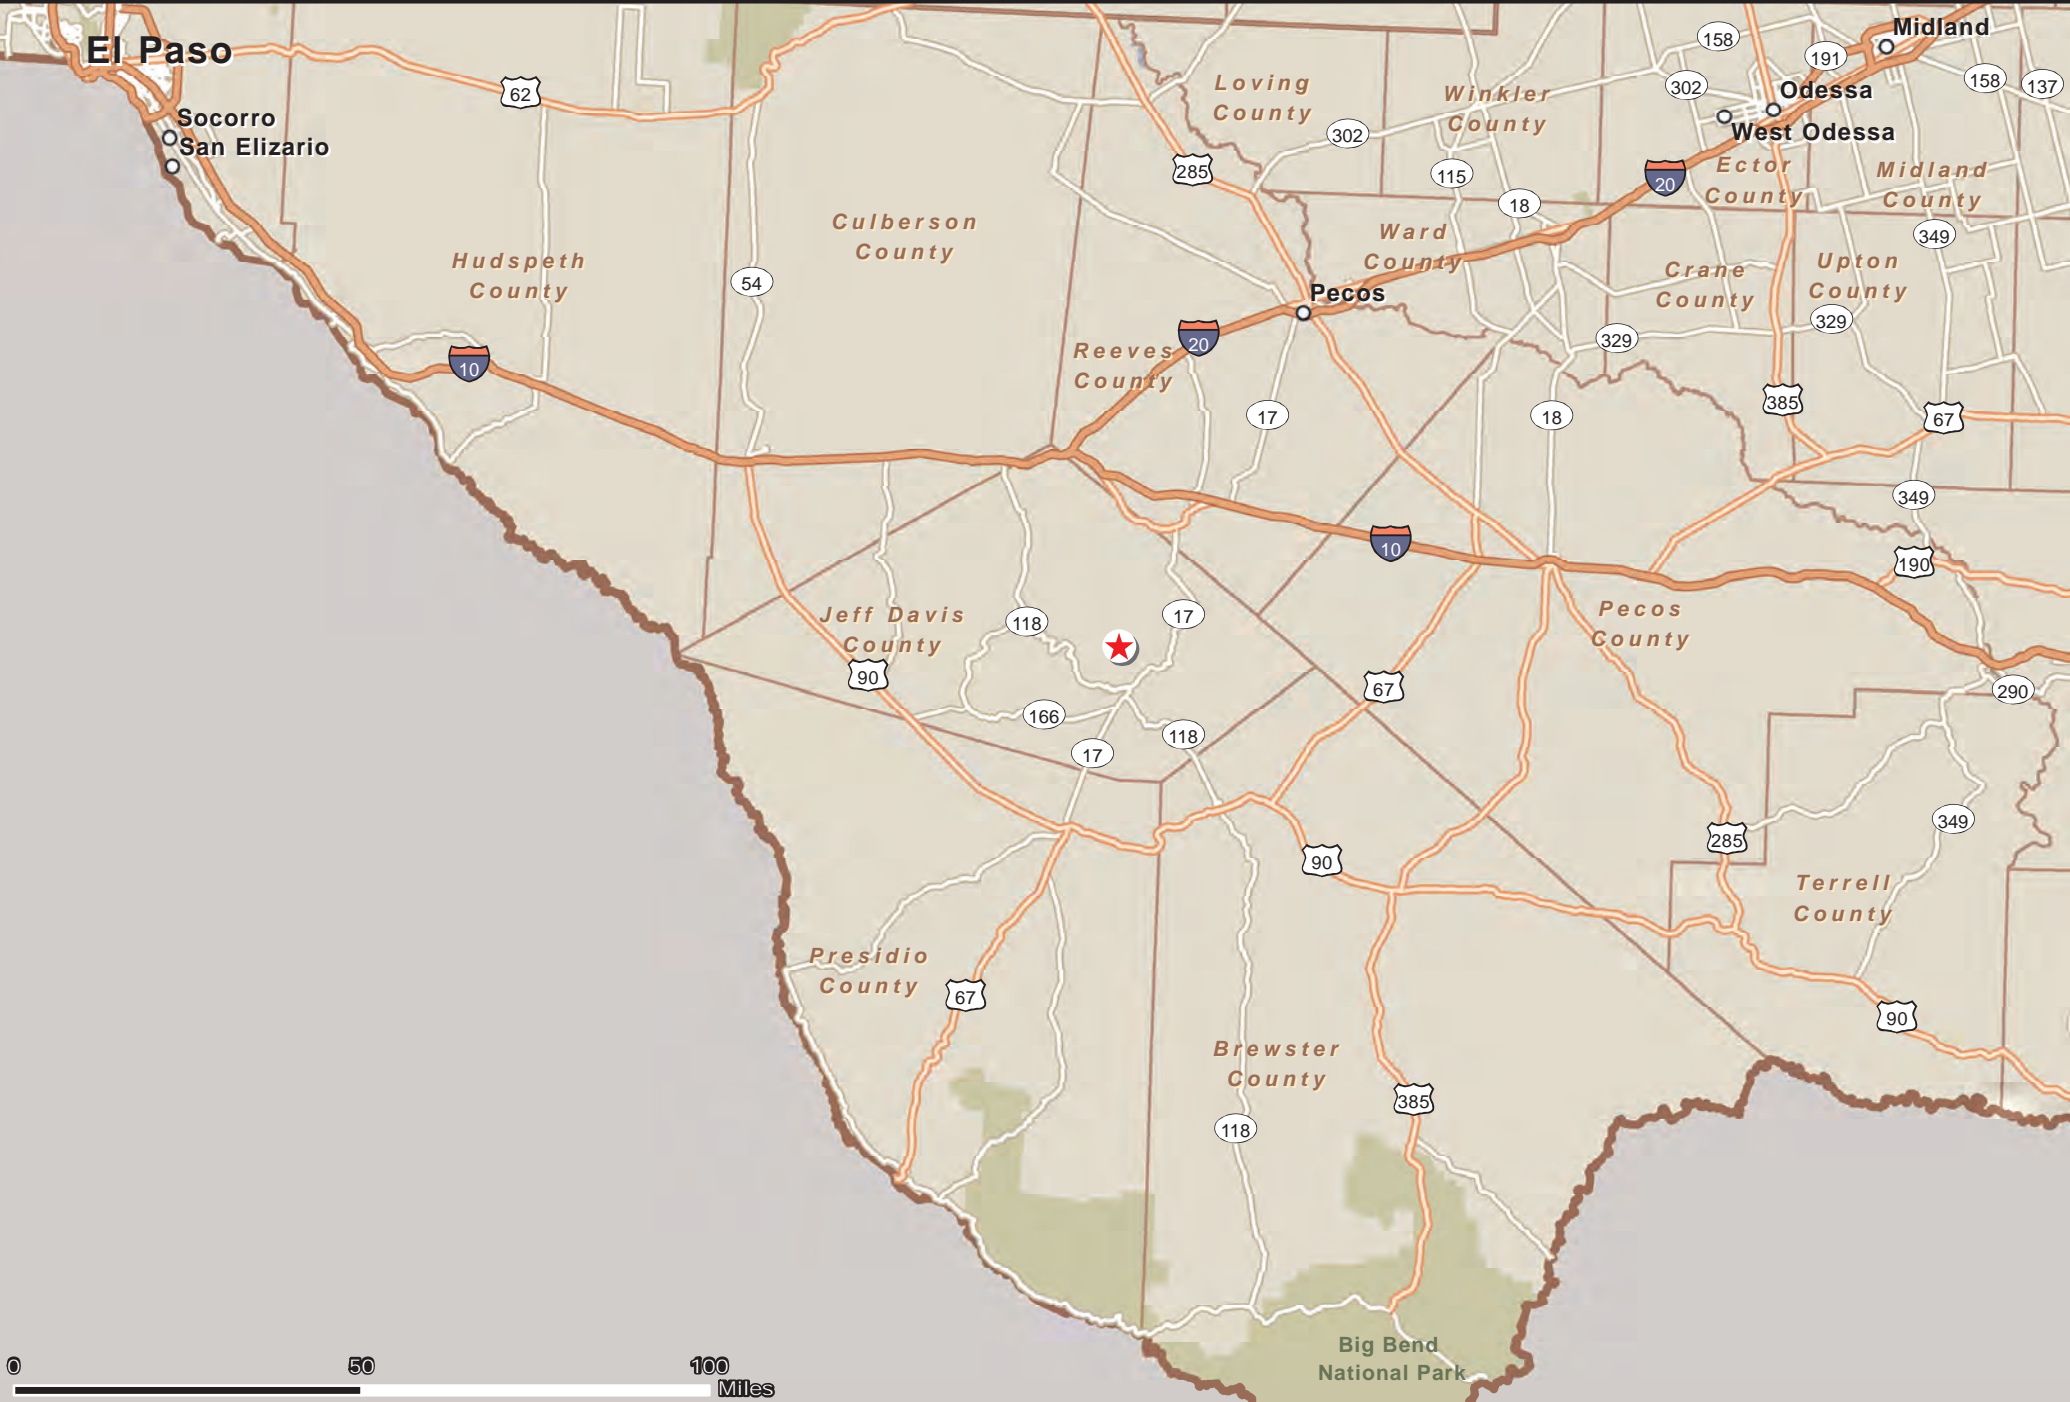 El Paso
Midland
158
191
62
302
158
137
Loving
County
Winkler
County
Odessa
Socorro
San Elizario
302
West Odessa
285
115
20
Ector
County
Midland
County
18
Culberson
County
Ward
County
349
Hudspeth
County
54
Crane
County
Upton
County
Pecos
329
20
329
Reeves
County
10
385
17
18
67
349
10
190
Jeff Davis
County
118
17
Pecos
County
90
67
290
166
118
17
349
285
90
Terrell
County
Presidio
County
67
90
Brewster
County
385
118
Big Bend
National Park
0 50 100
Miles